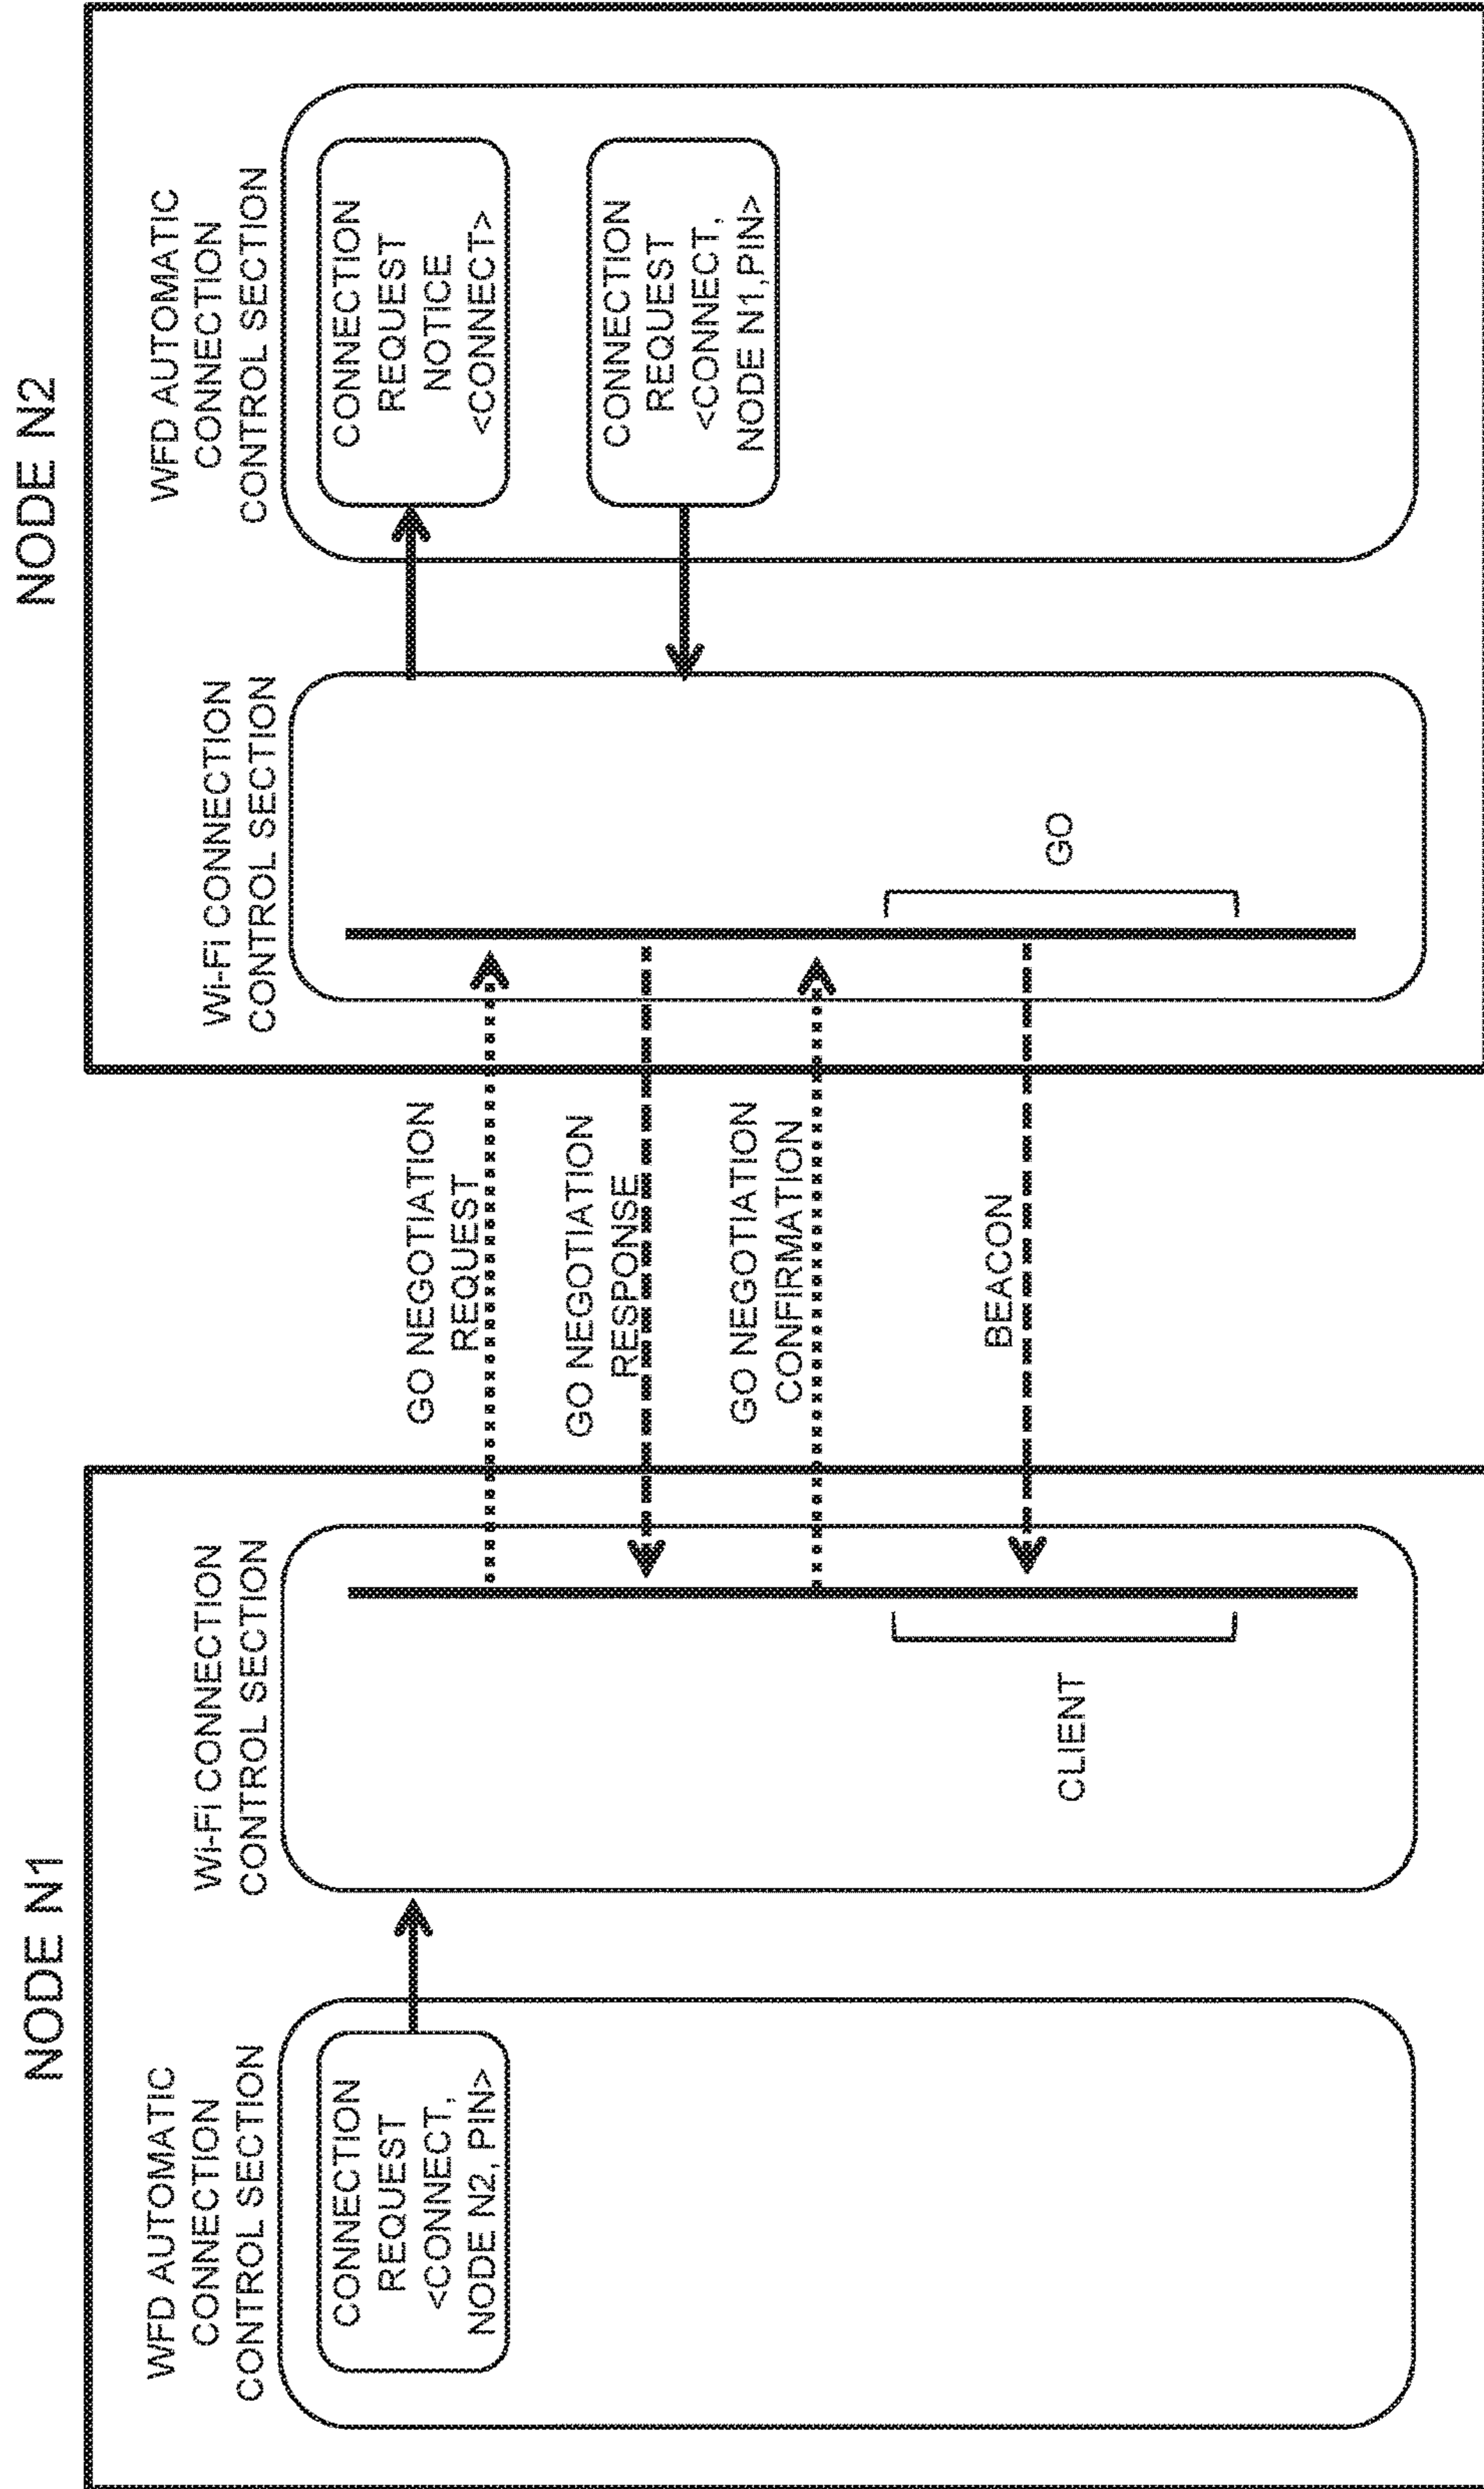 NODE N1
WFD AUTOMATIC
CONNECTION
CONTROL SECTION
CONNECTION
REQUEST
<CONNECT,
NODE N2, PIN>
Wi-Fi CONNECTION
CONTROL SECTION
CLIENT
GO NEGOTIATION
REQUEST
GO NEGOTIATION
RESPONSE
GO NEGOTIATION
CONFIRMATION
BEACON
NODE N2
Wi-Fi CONNECTION
CONTROL SECTION
GO
WFD AUTOMATIC
CONNECTION
CONTROL SECTION
CONNECTION
REQUEST
NOTICE
<CONNECT>
CONNECTION
REQUEST
<CONNECT,
NODE N1,PIN>